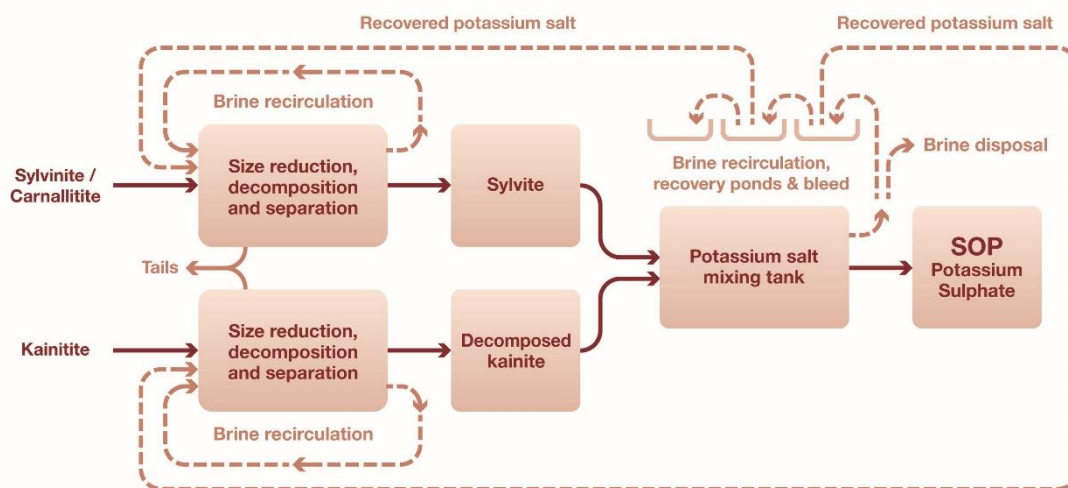 Recovered potassium salt
Recovered potassium salt
Brine recirculation
Sylvinite /
Carnallitite
Size reduction,
decomposition
and separation
Sylvite
Brine recirculation,
recovery ponds & bleed
Brine disposal
Tails
Potassium salt
mixing tank
SOP
Potassium
Sulphate
Kainitite
Size reduction,
decomposition
and separation
Decomposed
kainite
Brine recirculation